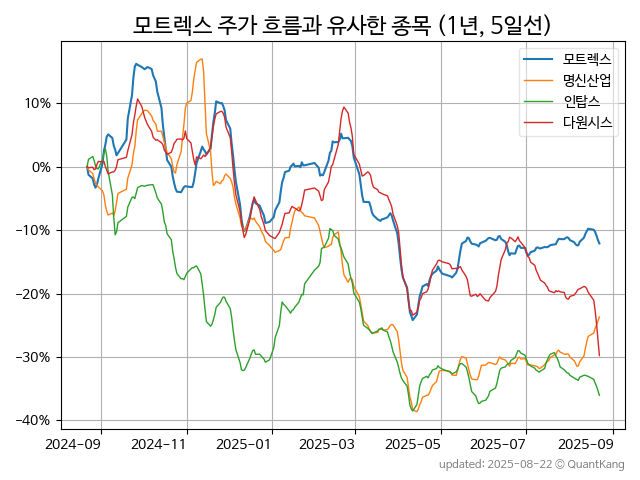 모트렉스 주가 흐름과 유사한 종목 (1년, 5일선)
모트렉스
명신산업
인탑스
다원시스
10%
0%
−10%
−20%
−30%
−40%
2024-09
2024-11
2025-01
2025-03
2025-05
2025-07
2025-09
updated: 2025-08-22 © QuantKang